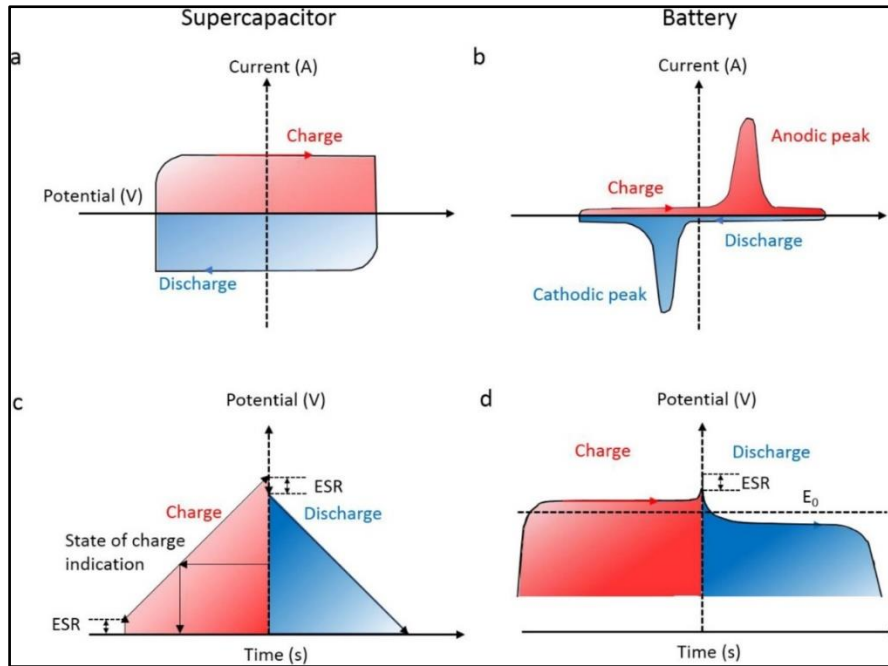 Supercapacitor
Battery
a
Current (A)
Charge
Potential (V)
Discharge
b
Current (A)
Anodic peak
Charge
Discharge
Cathodic peak
c
Potential (V)
ESR
Charge
Discharge
State of charge
indication
ESR
Time (s)
d
Potential (V)
Charge
Discharge
ESR
E₀
Time (s)